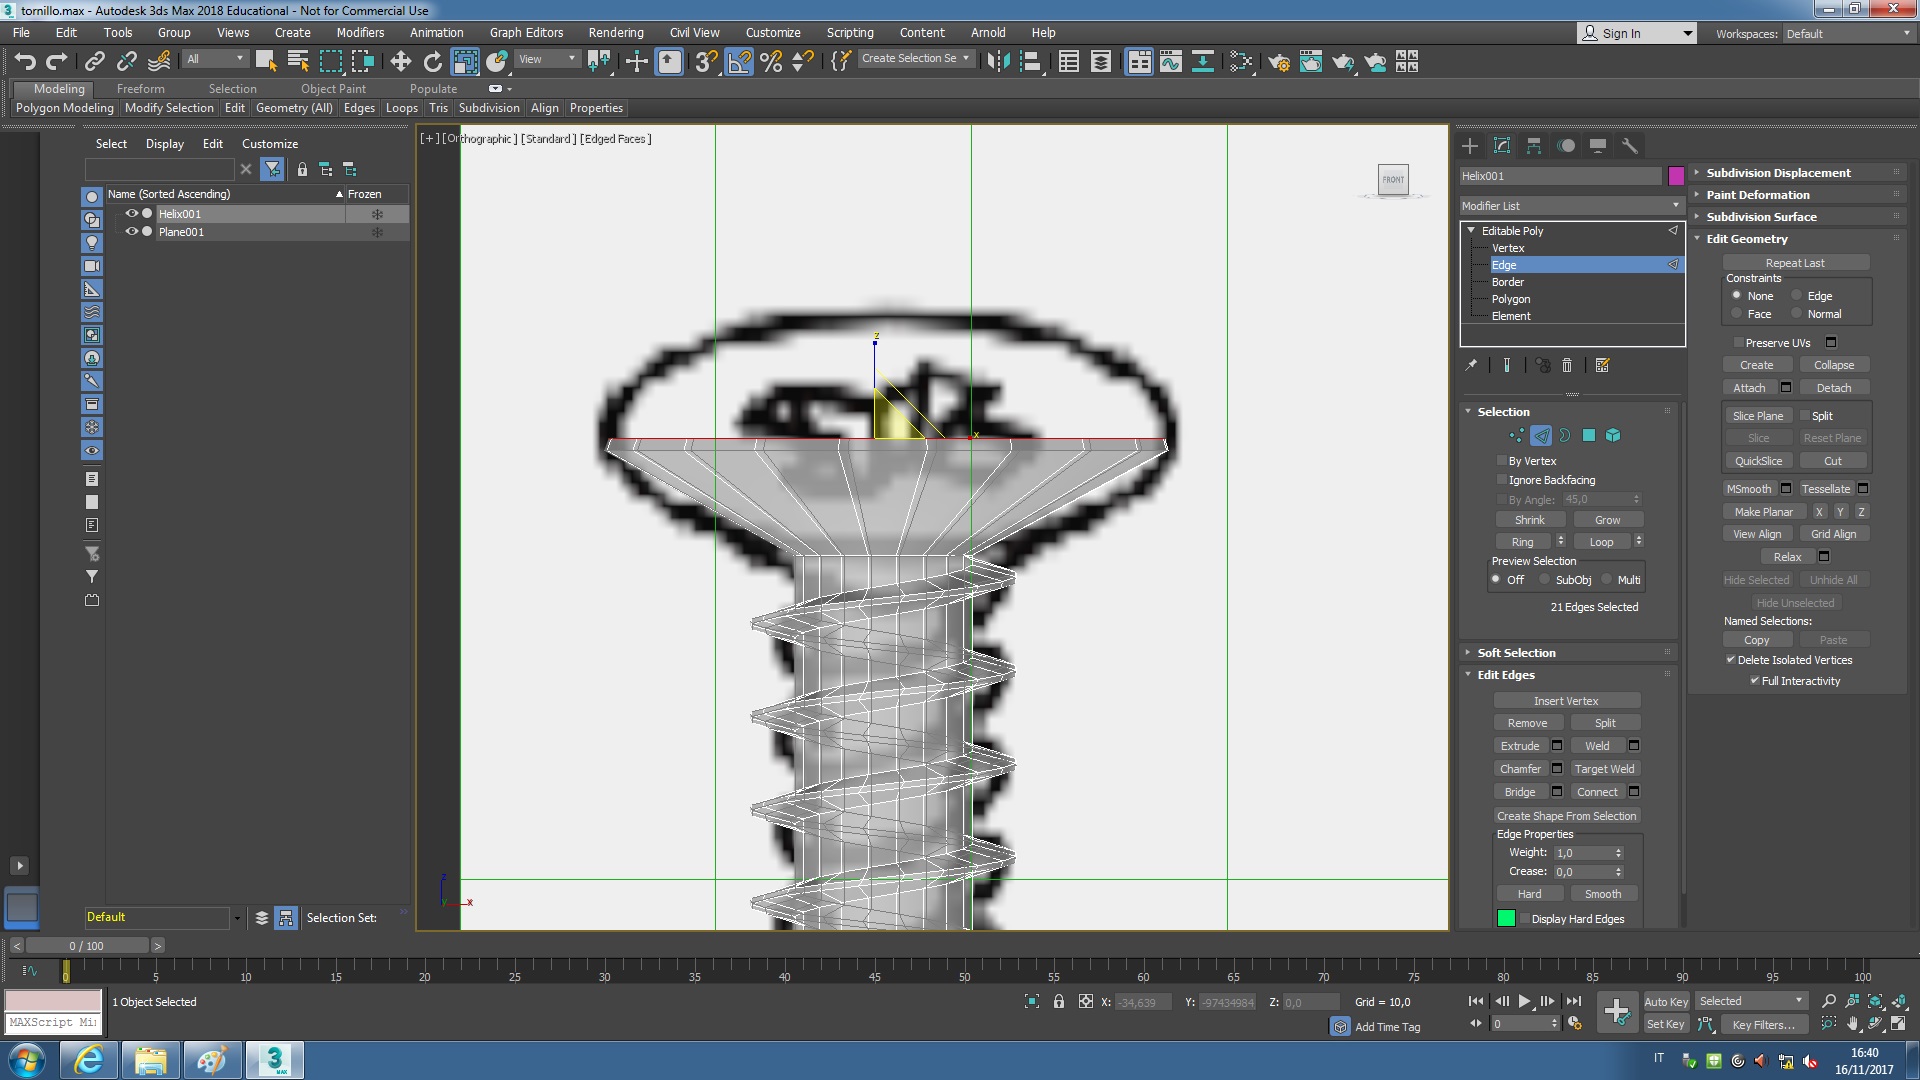 tornillo.max - Autodesk 3ds Max 2018 Educational - Not for Commercial Use
File Edit Tools Group Views Create Modifiers Animation Graph Editors Rendering Civil View Customize Scripting Content Arnold Help
Sign In Workspaces: Default
All View Create Selection Se
Modeling Freeform Selection Object Paint Populate
Polygon Modeling Modify Selection Edit Geometry (All) Edges Loops Tris Subdivision Align Properties
Select Display Edit Customize
Name (Sorted Ascending) Frozen
Helix001
Plane001
Default Selection Set:
[+] [Orthographic] [Standard] [Edged Faces]
FRONT
z
x
z
y x
Helix001
Modifier List
Editable Poly
Vertex
Edge
Border
Polygon
Element
Selection
By Vertex
Ignore Backfacing
By Angle: 45,0
Shrink Grow
Ring Loop
Preview Selection
Off SubObj Multi
21 Edges Selected
Soft Selection
Edit Edges
Insert Vertex
Remove Split
Extrude Weld
Chamfer Target Weld
Bridge Connect
Create Shape From Selection
Edge Properties
Weight: 1,0
Crease: 0,0
Hard Smooth
Display Hard Edges
Subdivision Displacement
Paint Deformation
Subdivision Surface
Edit Geometry
Repeat Last
Constraints
None Edge
Face Normal
Preserve UVs
Create Collapse
Attach Detach
Slice Plane Split
Slice Reset Plane
QuickSlice Cut
MSmooth Tessellate
Make Planar X Y Z
View Align Grid Align
Relax
Hide Selected Unhide All
Hide Unselected
Named Selections:
Copy Paste
Delete Isolated Vertices
Full Interactivity
< 0 / 100 >
0 5 10 15 20 25 30 35 40 45 50 55 60 65 70 75 80 85 90 95 100
1 Object Selected X: -34,639 Y: -97434984 Z: 0,0 Grid = 10,0 Auto Key Selected
MAXScript Mi Add Time Tag 0 Set Key Key Filters...
IT 16:40
16/11/2017